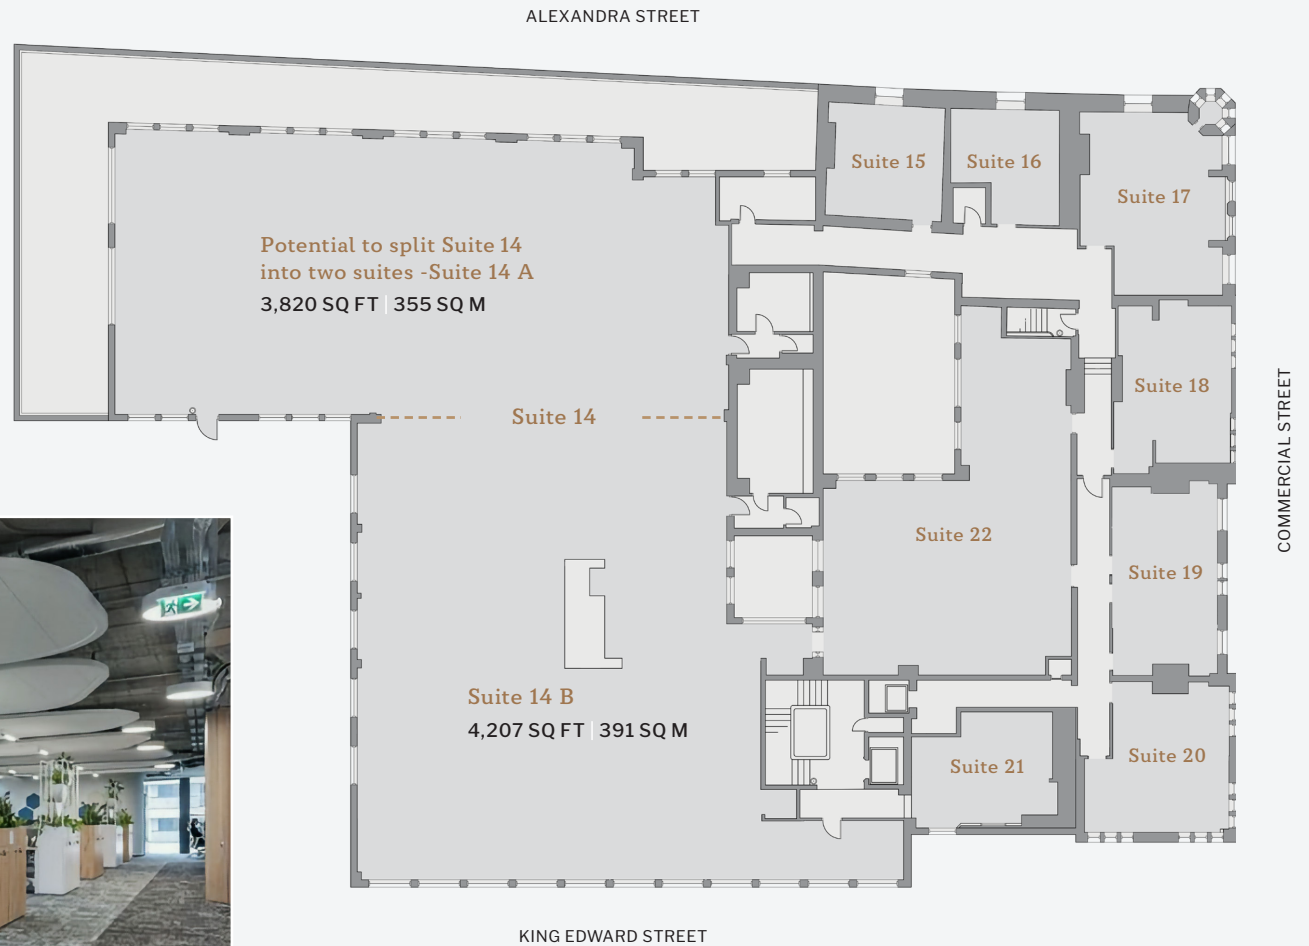 ALEXANDRA STREET
Suite 15
Suite 16
Suite 17
Potential to split Suite 14
into two suites -Suite 14 A
3,820 SQ FT | 355 SQ M
Suite 18
Suite 14
COMMERCIAL STREET
Suite 22
Suite 19
Suite 14 B
4,207 SQ FT | 391 SQ M
Suite 20
Suite 21
KING EDWARD STREET